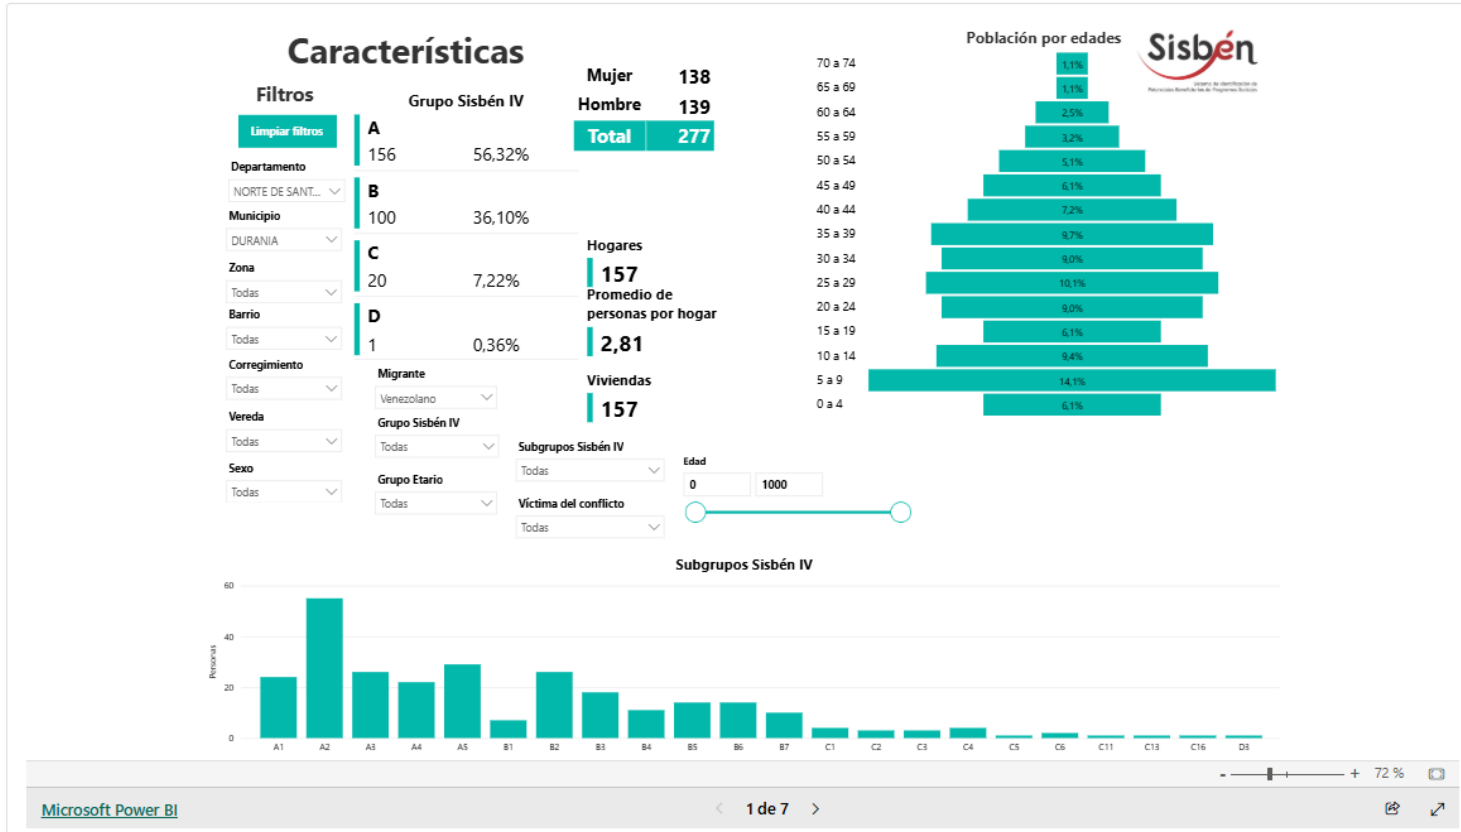 Características
Filtros
Limpiar filtros
Departamento
NORTE DE SANT...
Municipio
DURANIA
Zona
Todas
Barrio
Todas
Corregimiento
Todas
Vereda
Todas
Sexo
Todas
Grupo Sisbén IV
A
156 56,32%
B
100 36,10%
C
20 7,22%
D
1 0,36%
Migrante
Venezolano
Grupo Sisbén IV
Todas
Grupo Etario
Todas
Mujer 138
Hombre 139
Total 277
Hogares
157
Promedio de
personas por hogar
2,81
Viviendas
157
Subgrupos Sisbén IV
Todas
Víctima del conflicto
Todas
Edad
0 1000
Población por edades
Sisbén
70 a 74 1,1%
65 a 69 1,1%
60 a 64 2,5%
55 a 59 3,2%
50 a 54 5,1%
45 a 49 6,1%
40 a 44 7,2%
35 a 39 9,7%
30 a 34 9,0%
25 a 29 10,1%
20 a 24 9,0%
15 a 19 6,1%
10 a 14 9,4%
5 a 9 14,1%
0 a 4 6,1%
Subgrupos Sisbén IV
Personas
60
40
20
0
A1 A2 A3 A4 A5 B1 B2 B3 B4 B5 B6 B7 C1 C2 C3 C4 C5 C6 C11 C13 C16 D3
- + 72 %
Microsoft Power BI
1 de 7